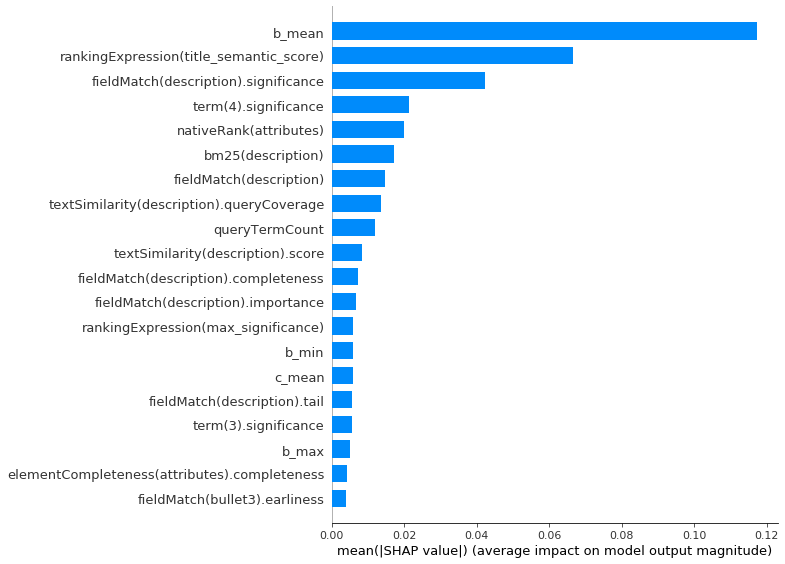 b_mean
rankingExpression(title_semantic_score)
fieldMatch(description).significance
term(4).significance
nativeRank(attributes)
bm25(description)
fieldMatch(description)
textSimilarity(description).queryCoverage
queryTermCount
textSimilarity(description).score
fieldMatch(description).completeness
fieldMatch(description).importance
rankingExpression(max_significance)
b_min
c_mean
fieldMatch(description).tail
term(3).significance
b_max
elementCompleteness(attributes).completeness
fieldMatch(bullet3).earliness
0.00 0.02 0.04 0.06 0.08 0.10 0.12
mean(|SHAP value|) (average impact on model output magnitude)